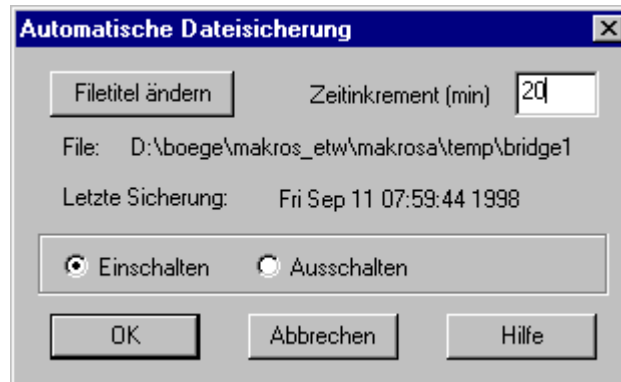 Automatische Dateisicherung
Filetitel ändern Zeitinkrement (min) 20
File: D:\boege\makros_etw\makrosa\temp\bridge1
Letzte Sicherung: Fri Sep 11 07:59:44 1998
Einschalten Ausschalten
OK Abbrechen Hilfe